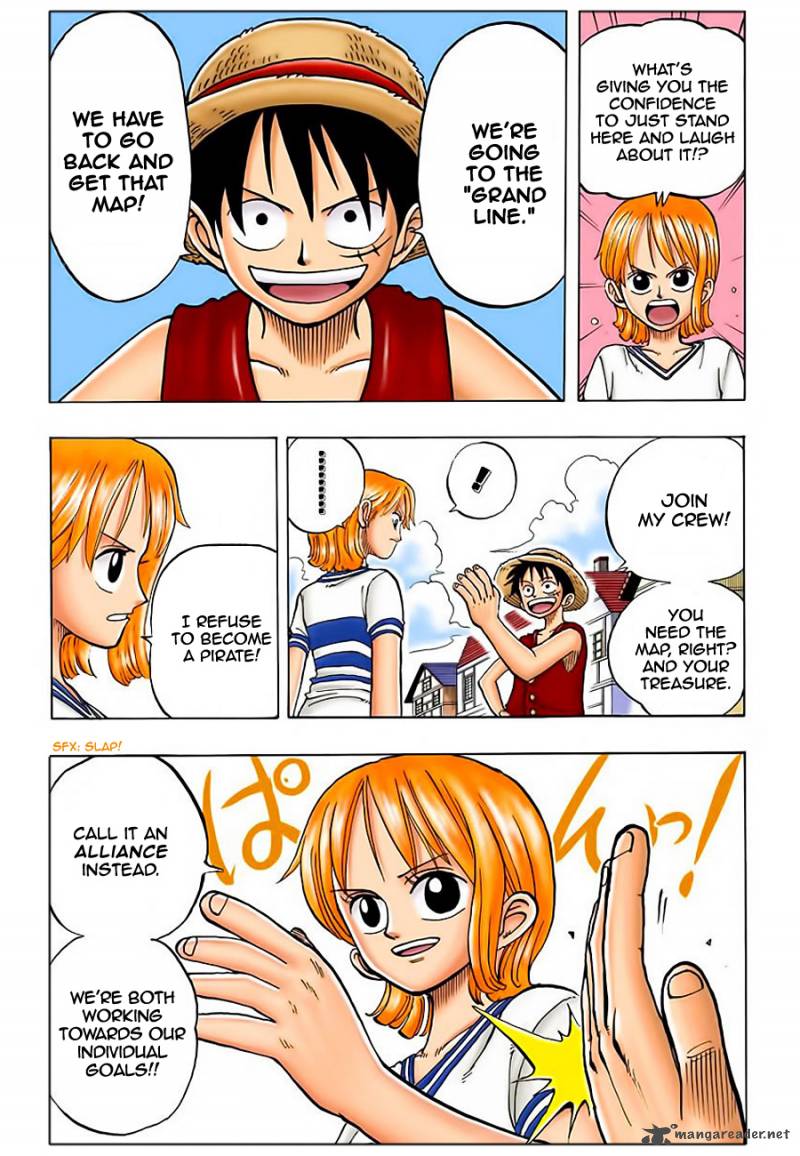 WHAT'S
GIVING YOU THE
CONFIDENCE
TO JUST STAND
HERE AND LAUGH
ABOUT IT!?
WE'RE
GOING
TO THE
"GRAND
LINE."
WE HAVE
TO GO
BACK AND
GET THAT
MAP!
JOIN
MY CREW!
YOU
NEED THE
MAP, RIGHT?
AND YOUR
TREASURE.
!
.........
I REFUSE
TO BECOME
A PIRATE!
SFX: SLAP!
ぱんっ!
CALL IT AN
ALLIANCE
INSTEAD.
WE'RE BOTH
WORKING
TOWARDS OUR
INDIVIDUAL
GOALS!!
mangareader.net